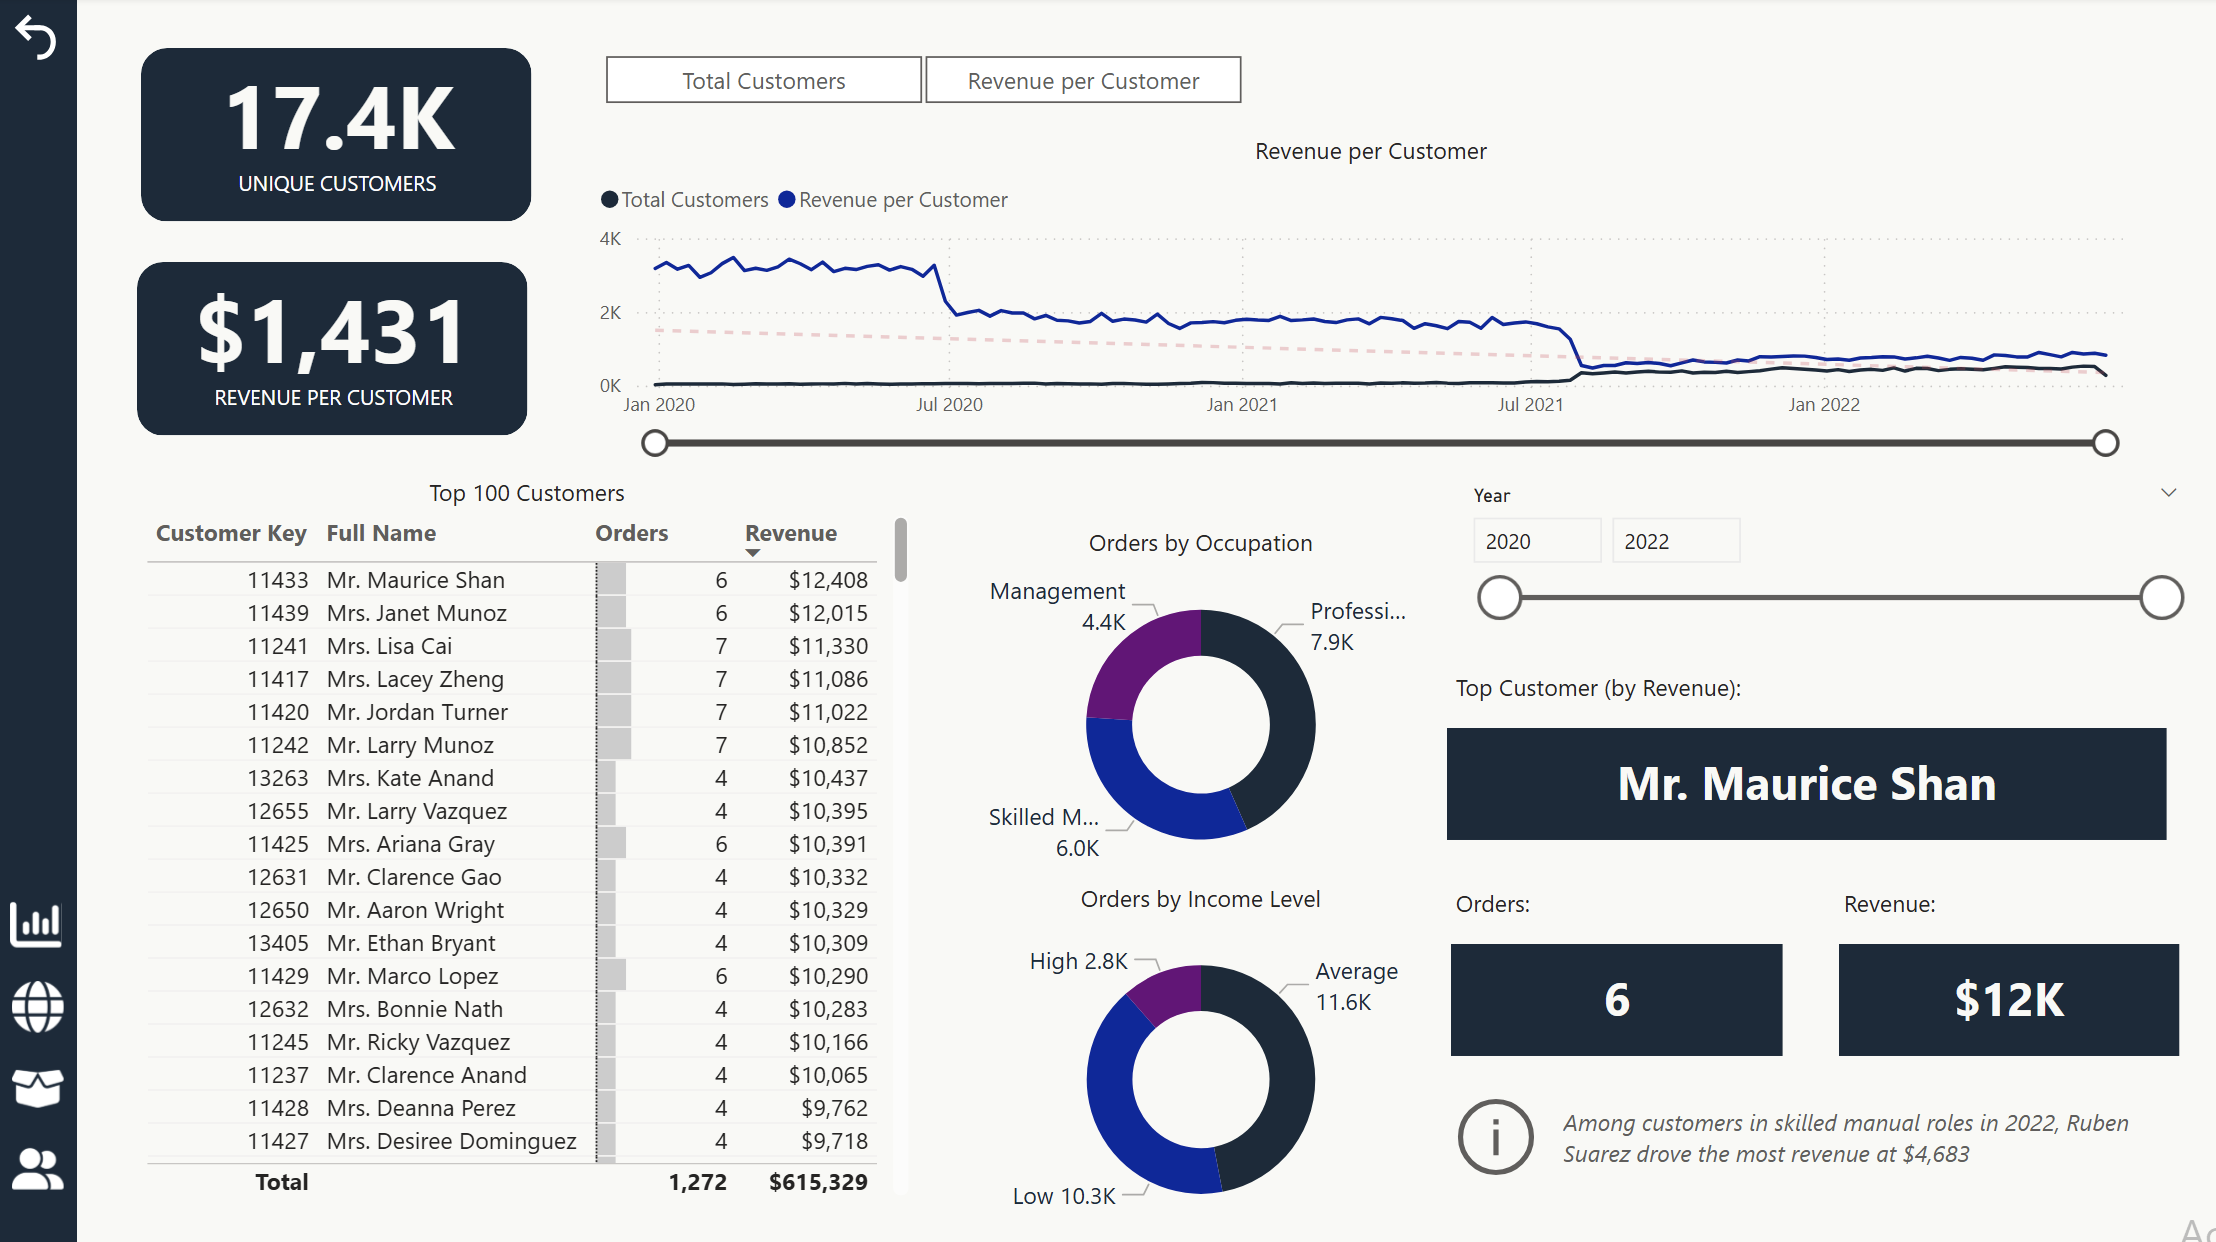 17.4K
UNIQUE CUSTOMERS
$1,431
REVENUE PER CUSTOMER
Total Customers
Revenue per Customer
Revenue per Customer
Total Customers Revenue per Customer
4K
2K
0K
Jan 2020 Jul 2020 Jan 2021 Jul 2021 Jan 2022
Top 100 Customers
Customer Key Full Name Orders Revenue
11433 Mr. Maurice Shan 6 $12,408
11439 Mrs. Janet Munoz 6 $12,015
11241 Mrs. Lisa Cai 7 $11,330
11417 Mrs. Lacey Zheng 7 $11,086
11420 Mr. Jordan Turner 7 $11,022
11242 Mr. Larry Munoz 7 $10,852
13263 Mrs. Kate Anand 4 $10,437
12655 Mr. Larry Vazquez 4 $10,395
11425 Mrs. Ariana Gray 6 $10,391
12631 Mr. Clarence Gao 4 $10,332
12650 Mr. Aaron Wright 4 $10,329
13405 Mr. Ethan Bryant 4 $10,309
11429 Mr. Marco Lopez 6 $10,290
12632 Mrs. Bonnie Nath 4 $10,283
11245 Mr. Ricky Vazquez 4 $10,166
11237 Mr. Clarence Anand 4 $10,065
11428 Mrs. Deanna Perez 4 $9,762
11427 Mrs. Desiree Dominguez 4 $9,718
Total 1,272 $615,329
Orders by Occupation
Management
4.4K
Professi...
7.9K
Skilled M...
6.0K
Orders by Income Level
High 2.8K
Average
11.6K
Low 10.3K
Year
2020 2022
Top Customer (by Revenue):
Mr. Maurice Shan
Orders: Revenue:
6 $12K
Among customers in skilled manual roles in 2022, Ruben
Suarez drove the most revenue at $4,683